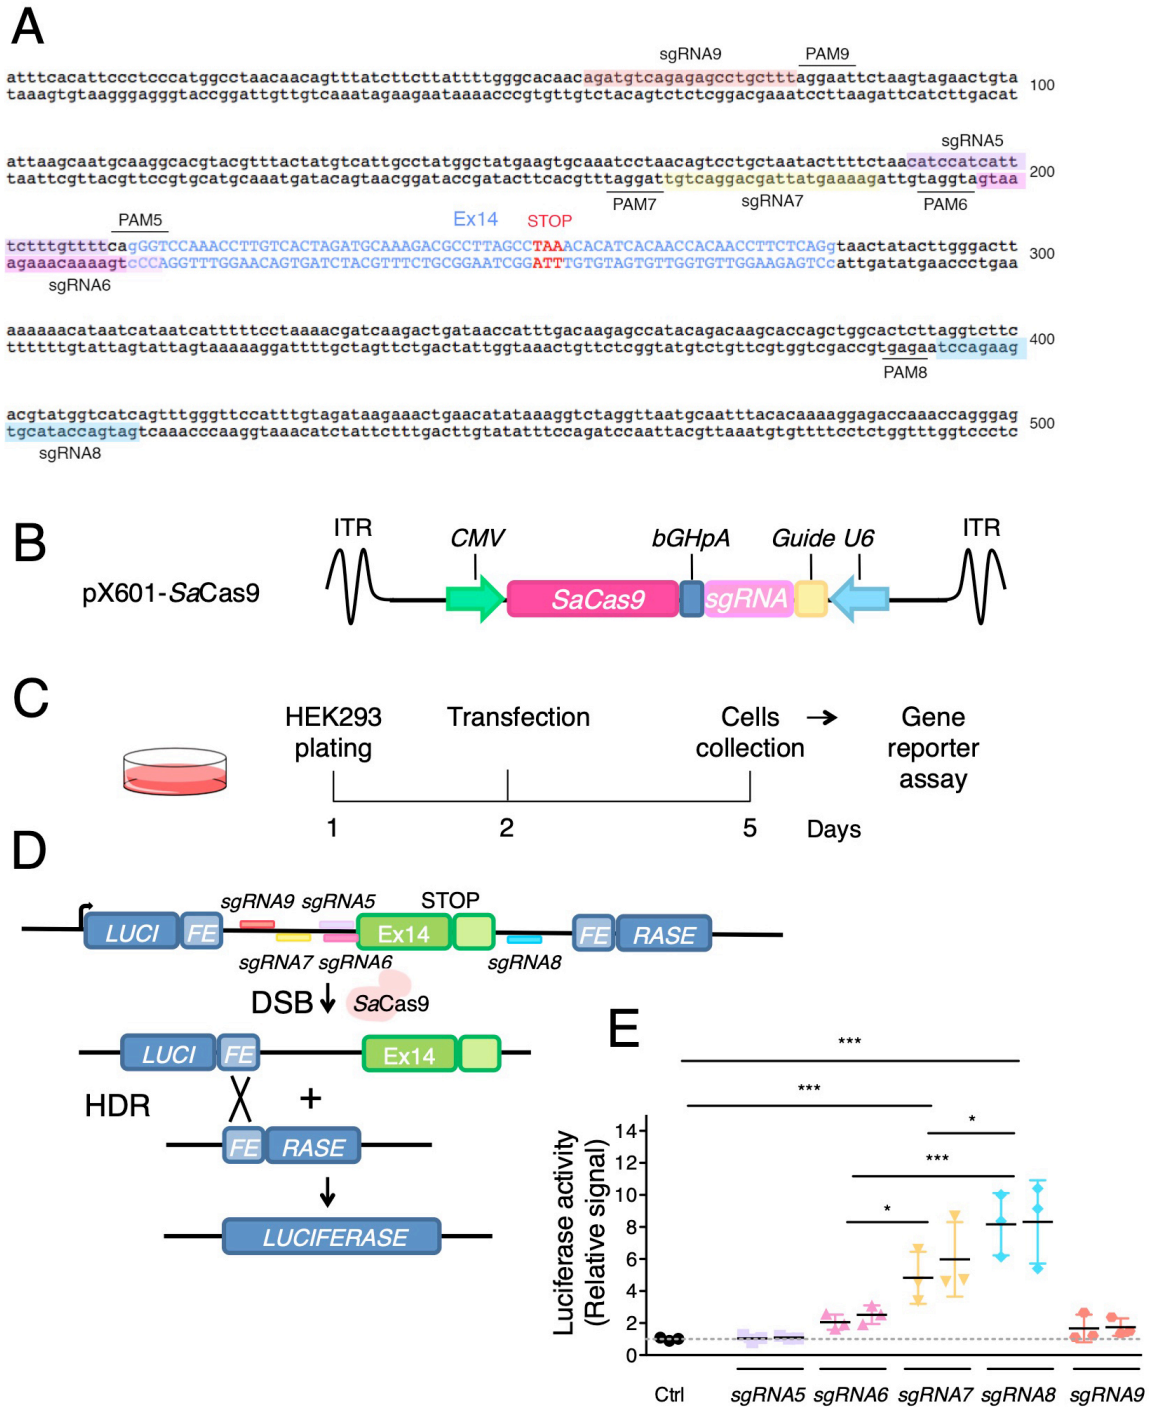 A
sgRNA9 PAM9
atttcacattccctcccatggcctaacaacagtttatcttcttattttgggcacaacagatgtcagagagcctgctttaggaattctaagtagaactgta
taaagtgtaagggagggtaccggattgttgtcaaatagaagaataaaacccgtgttgtctacagtctctcggacgaaatccttaagattcatcttgacat
100
sgRNA5
attaagcaatgcaaggcacgtacgtttactatgtcattgcctatggctatgaagtgcaaatcctaacagtcctgctaatacttttctaacatccatcatt
taattcgttacgttccgtgcatgcaaatgatacagtaacggataccgatacttcacgtttaggattgtcaggacgattatgaaaagattgtaggtagtaa
200
PAM7 sgRNA7 PAM6
PAM5 Ex14 STOP
tctttgttttcagGGTCCAAACCTTGTCACTAGATGCAAAGACGCCTTAGCCTAAACACATCACAACCACAACCTTCTCAGgtaactatacttgggactt
agaaacaaaagtcCCAGGTTTGGAACAGTGATCTACGTTTCTGCGGAATCGGATTTGTGTAGTGTTGGTGTTGGAAGAGTCcattgatatgaaccctgaa
300
sgRNA6
aaaaaacataatcataatcatttttcctaaaacgatcaagactgataaccatttgacaagagccatacagacaagcaccagctggcactcttaggtcttc
ttttttgtattagtattagtaaaaaggattttgctagttctgactattggtaaactgttctcggtatgtctgttcgtggtcgaccgtgagaatccagaag
400
PAM8
acgtatggtcatcagtttgggttccatttgtagataagaaactgaacatataaaggtctaggttaatgcaatttacacaaaaggagaccaaaccagggag
tgcataccagtagtcaaacccaaggtaaacatctattctttgacttgtatatttccagatccaattacgttaaatgtgttttcctctggtttggtccctc
500
sgRNA8
B
ITR CMV bGHpA Guide U6 ITR
pX601-SaCas9
SaCas9 sgRNA
C
HEK293 plating
Transfection
Cells collection
Gene reporter assay
1 2 5 Days
D
sgRNA9 sgRNA5 STOP
LUCI FE Ex14 FE RASE
sgRNA7 sgRNA6 sgRNA8
DSB SaCas9
LUCI FE Ex14
HDR +
FE RASE
LUCIFERASE
E
***
***
*
***
*
Luciferase activity
(Relative signal)
14
12
10
8
6
4
2
0
Ctrl sgRNA5 sgRNA6 sgRNA7 sgRNA8 sgRNA9